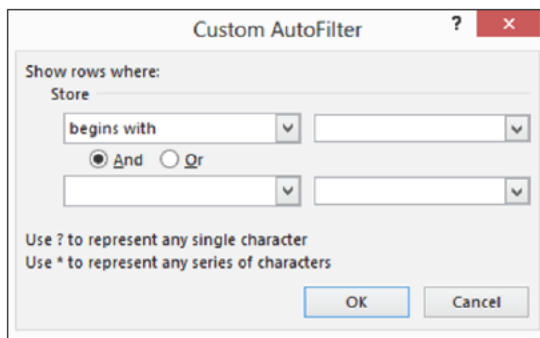 Custom AutoFilter ? ×
Show rows where:
Store
begins with
And Or
Use ? to represent any single character
Use * to represent any series of characters
OK Cancel